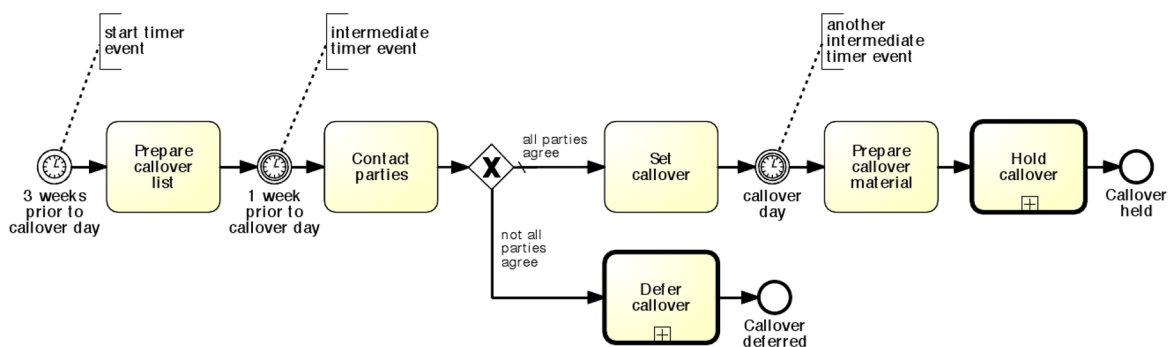 start timer
event
intermediate
timer event
another
intermediate
timer event
3 weeks
prior to
callover day
Prepare
callover
list
1 week
prior to
callover day
Contact
parties
X
all parties
agree
Set
callover
callover
day
Prepare
callover
material
Hold
callover
Callover
held
not all
parties
agree
Defer
callover
Callover
deferred